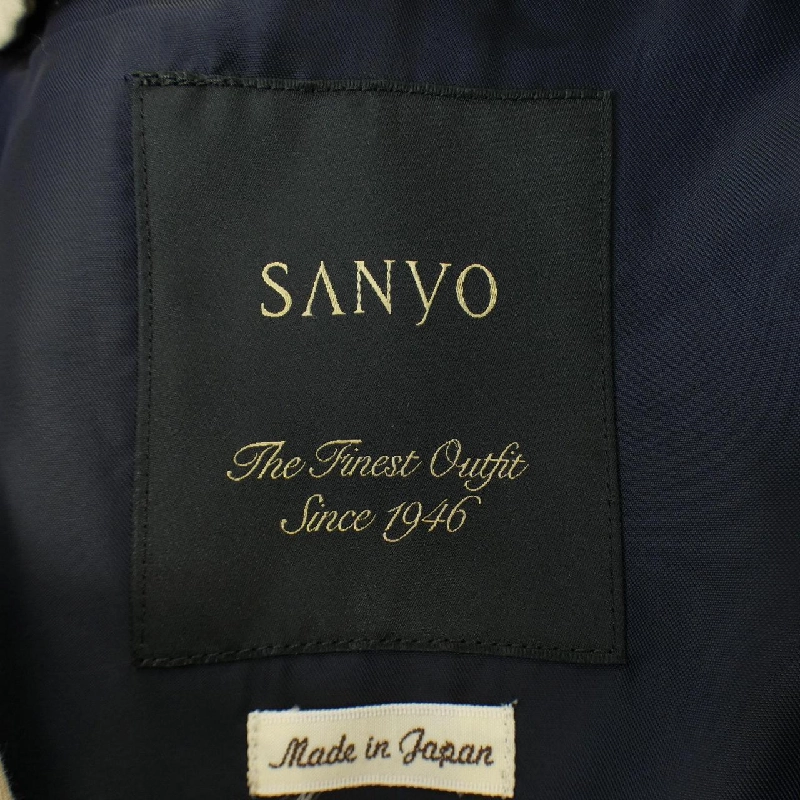 SANYO
The Finest Outfit
Since 1946
Made in Japan